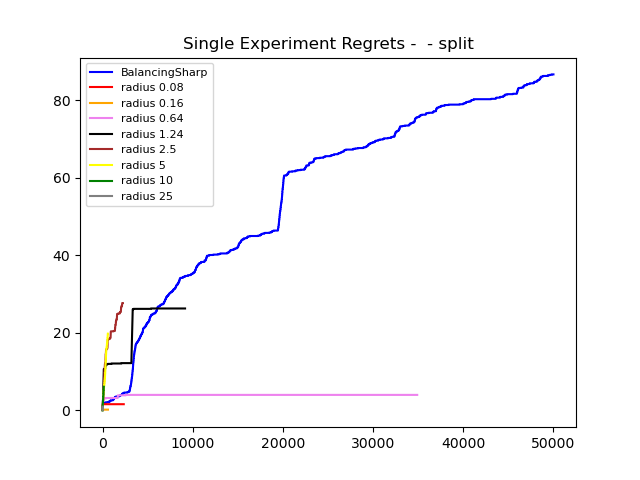 Single Experiment Regrets -  - split
BalancingSharp
radius 0.08
radius 0.16
radius 0.64
radius 1.24
radius 2.5
radius 5
radius 10
radius 25
80
60
40
20
0
0 10000 20000 30000 40000 50000